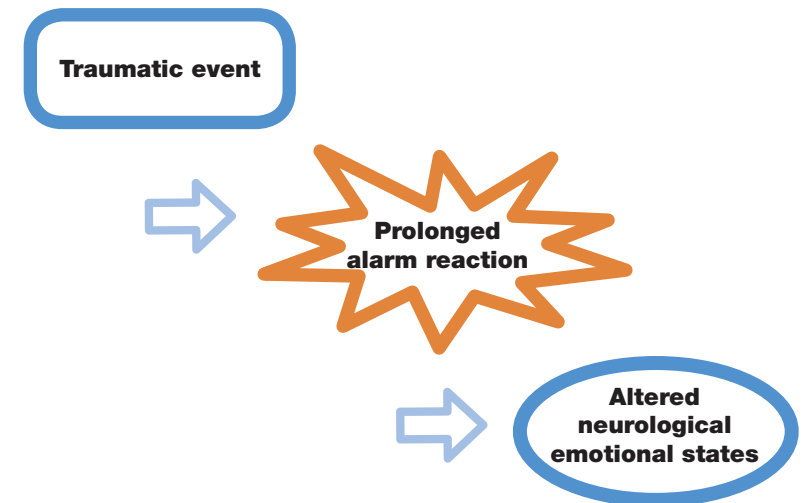 Traumatic event
Prolonged
alarm reaction
Altered
neurological
emotional states